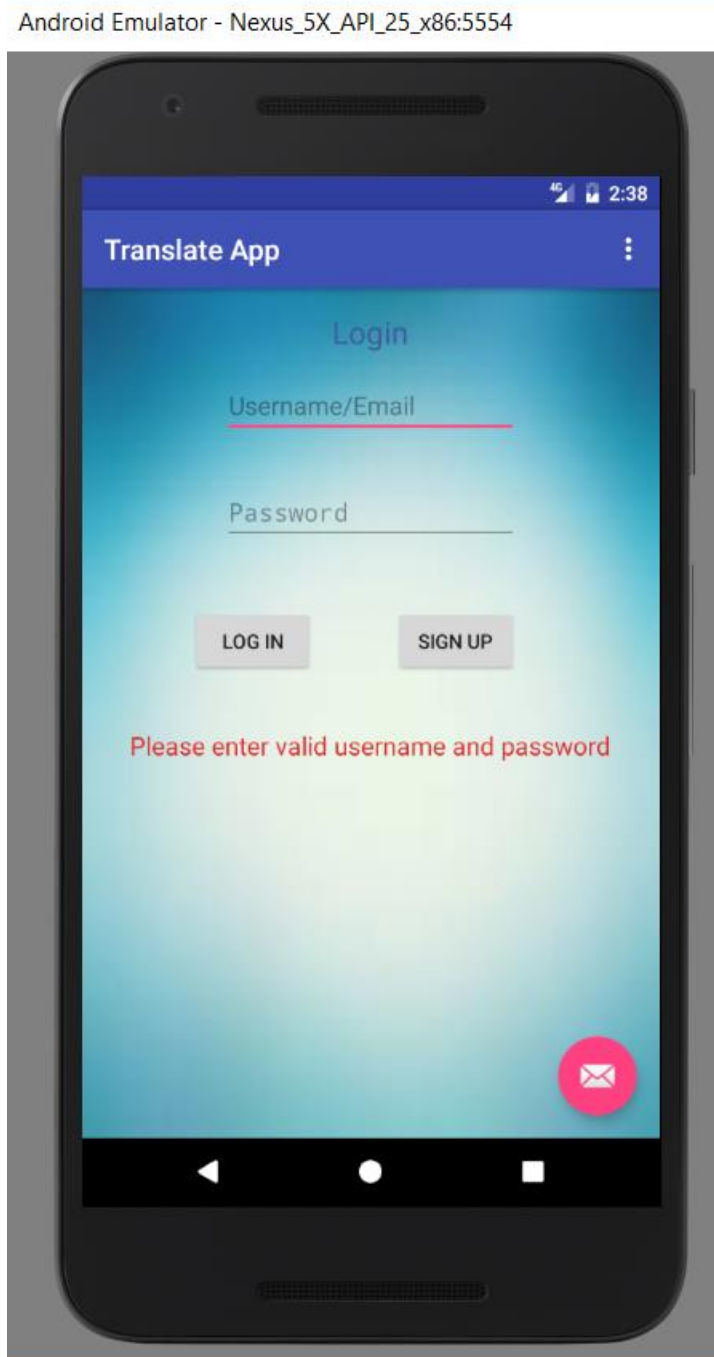 Android Emulator - Nexus_5X_API_25_x86:5554
4G 2:38
Translate App
Login
Username/Email
Password
LOG IN SIGN UP
Please enter valid username and password